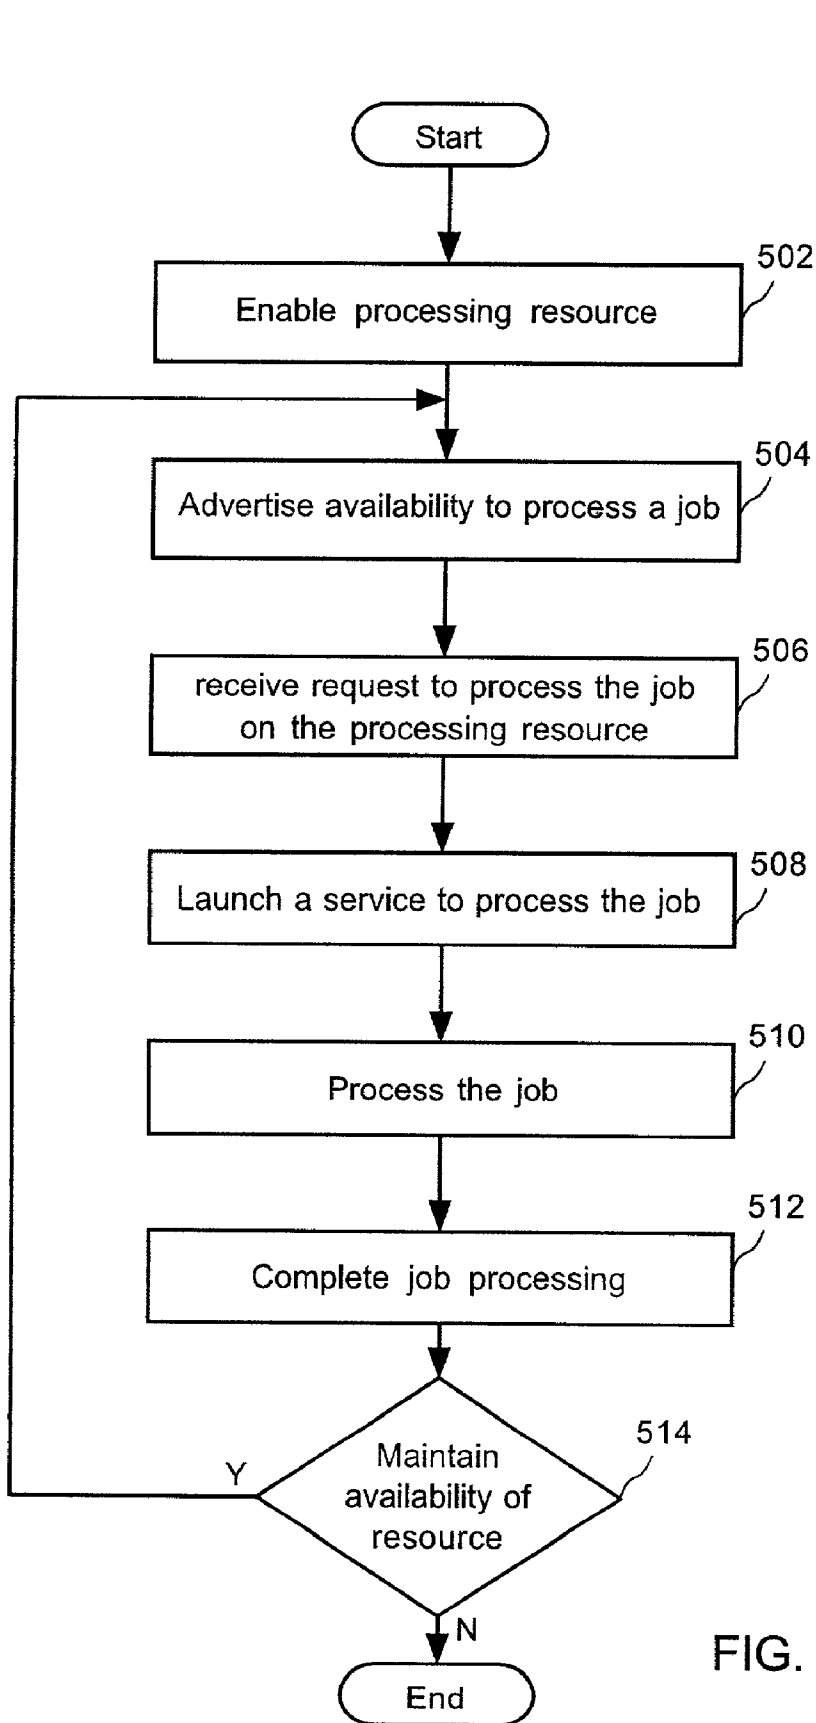 Start
502
Enable processing resource
504
Advertise availability to process a job
506
receive request to process the job
on the processing resource
508
Launch a service to process the job
510
Process the job
512
Complete job processing
514
Maintain
availability of
resource
Y
N
FIG.
End